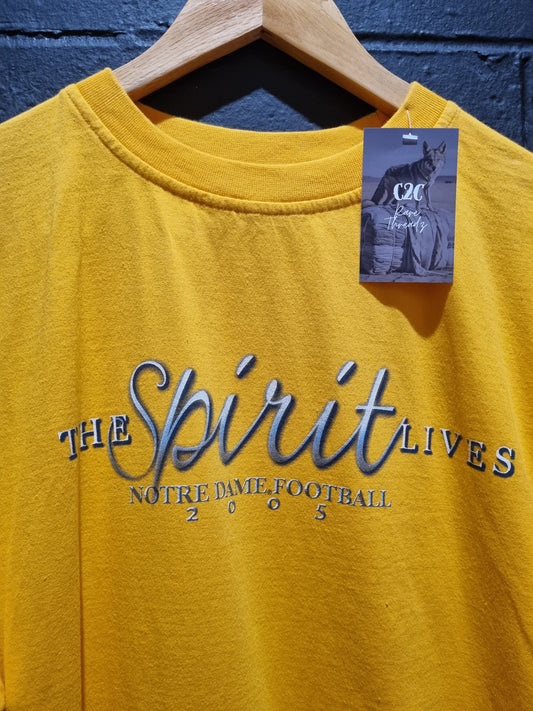 C2C
Rare
Threadz
THE Spirit LIVES
NOTRE DAME FOOTBALL
2005